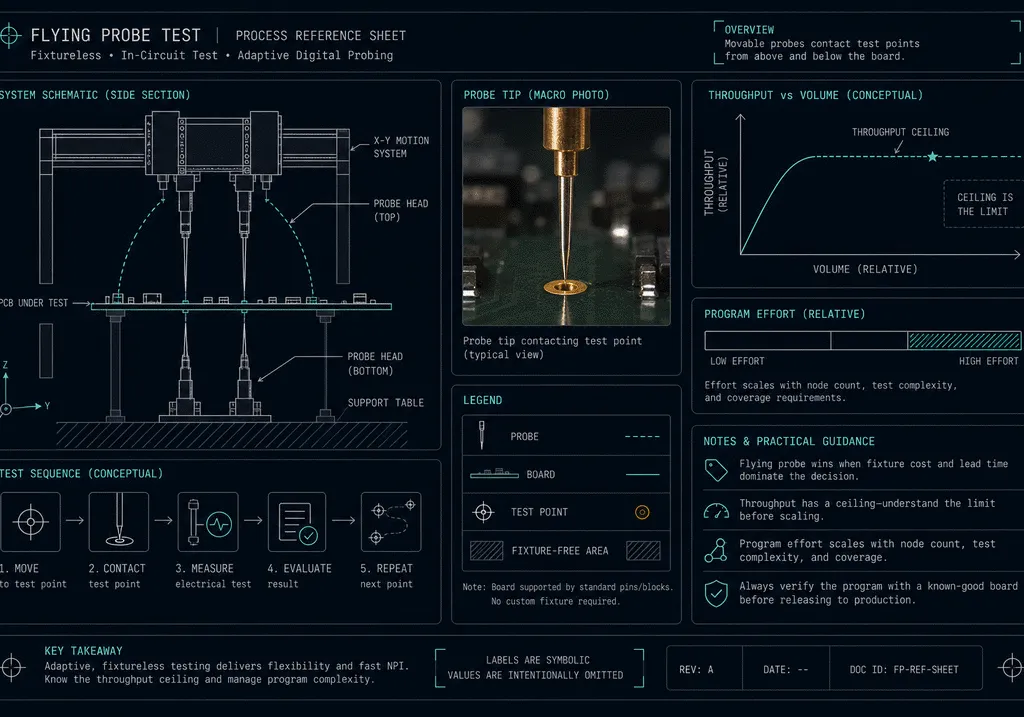 FLYING PROBE TEST | PROCESS REFERENCE SHEET
Fixtureless • In-Circuit Test • Adaptive Digital Probing
OVERVIEW
Movable probes contact test points
from above and below the board.
SYSTEM SCHEMATIC (SIDE SECTION)
X-Y MOTION
SYSTEM
PROBE HEAD
(TOP)
PCB UNDER TEST
PROBE HEAD
(BOTTOM)
SUPPORT TABLE
Z
Y
PROBE TIP (MACRO PHOTO)
Probe tip contacting test point
(typical view)
THROUGHPUT vs VOLUME (CONCEPTUAL)
THROUGHPUT CEILING
THROUGHPUT
(RELATIVE)
CEILING IS
THE LIMIT
VOLUME (RELATIVE)
PROGRAM EFFORT (RELATIVE)
LOW EFFORT
HIGH EFFORT
Effort scales with node count, test complexity,
and coverage requirements.
LEGEND
PROBE
BOARD
TEST POINT
FIXTURE-FREE AREA
Note: Board supported by standard pins/blocks.
No custom fixture required.
NOTES & PRACTICAL GUIDANCE
Flying probe wins when fixture cost and lead time
dominate the decision.
Throughput has a ceiling—understand the limit
before scaling.
Program effort scales with node count, test
complexity, and coverage.
Always verify the program with a known-good board
before releasing to production.
TEST SEQUENCE (CONCEPTUAL)
1. MOVE
to test point
2. CONTACT
test point
3. MEASURE
electrical test
4. EVALUATE
result
5. REPEAT
next point
KEY TAKEAWAY
Adaptive, fixtureless testing delivers flexibility and fast NPI.
Know the throughput ceiling and manage program complexity.
LABELS ARE SYMBOLIC
VALUES ARE INTENTIONALLY OMITTED
REV: A
DATE: --
DOC ID: FP-REF-SHEET